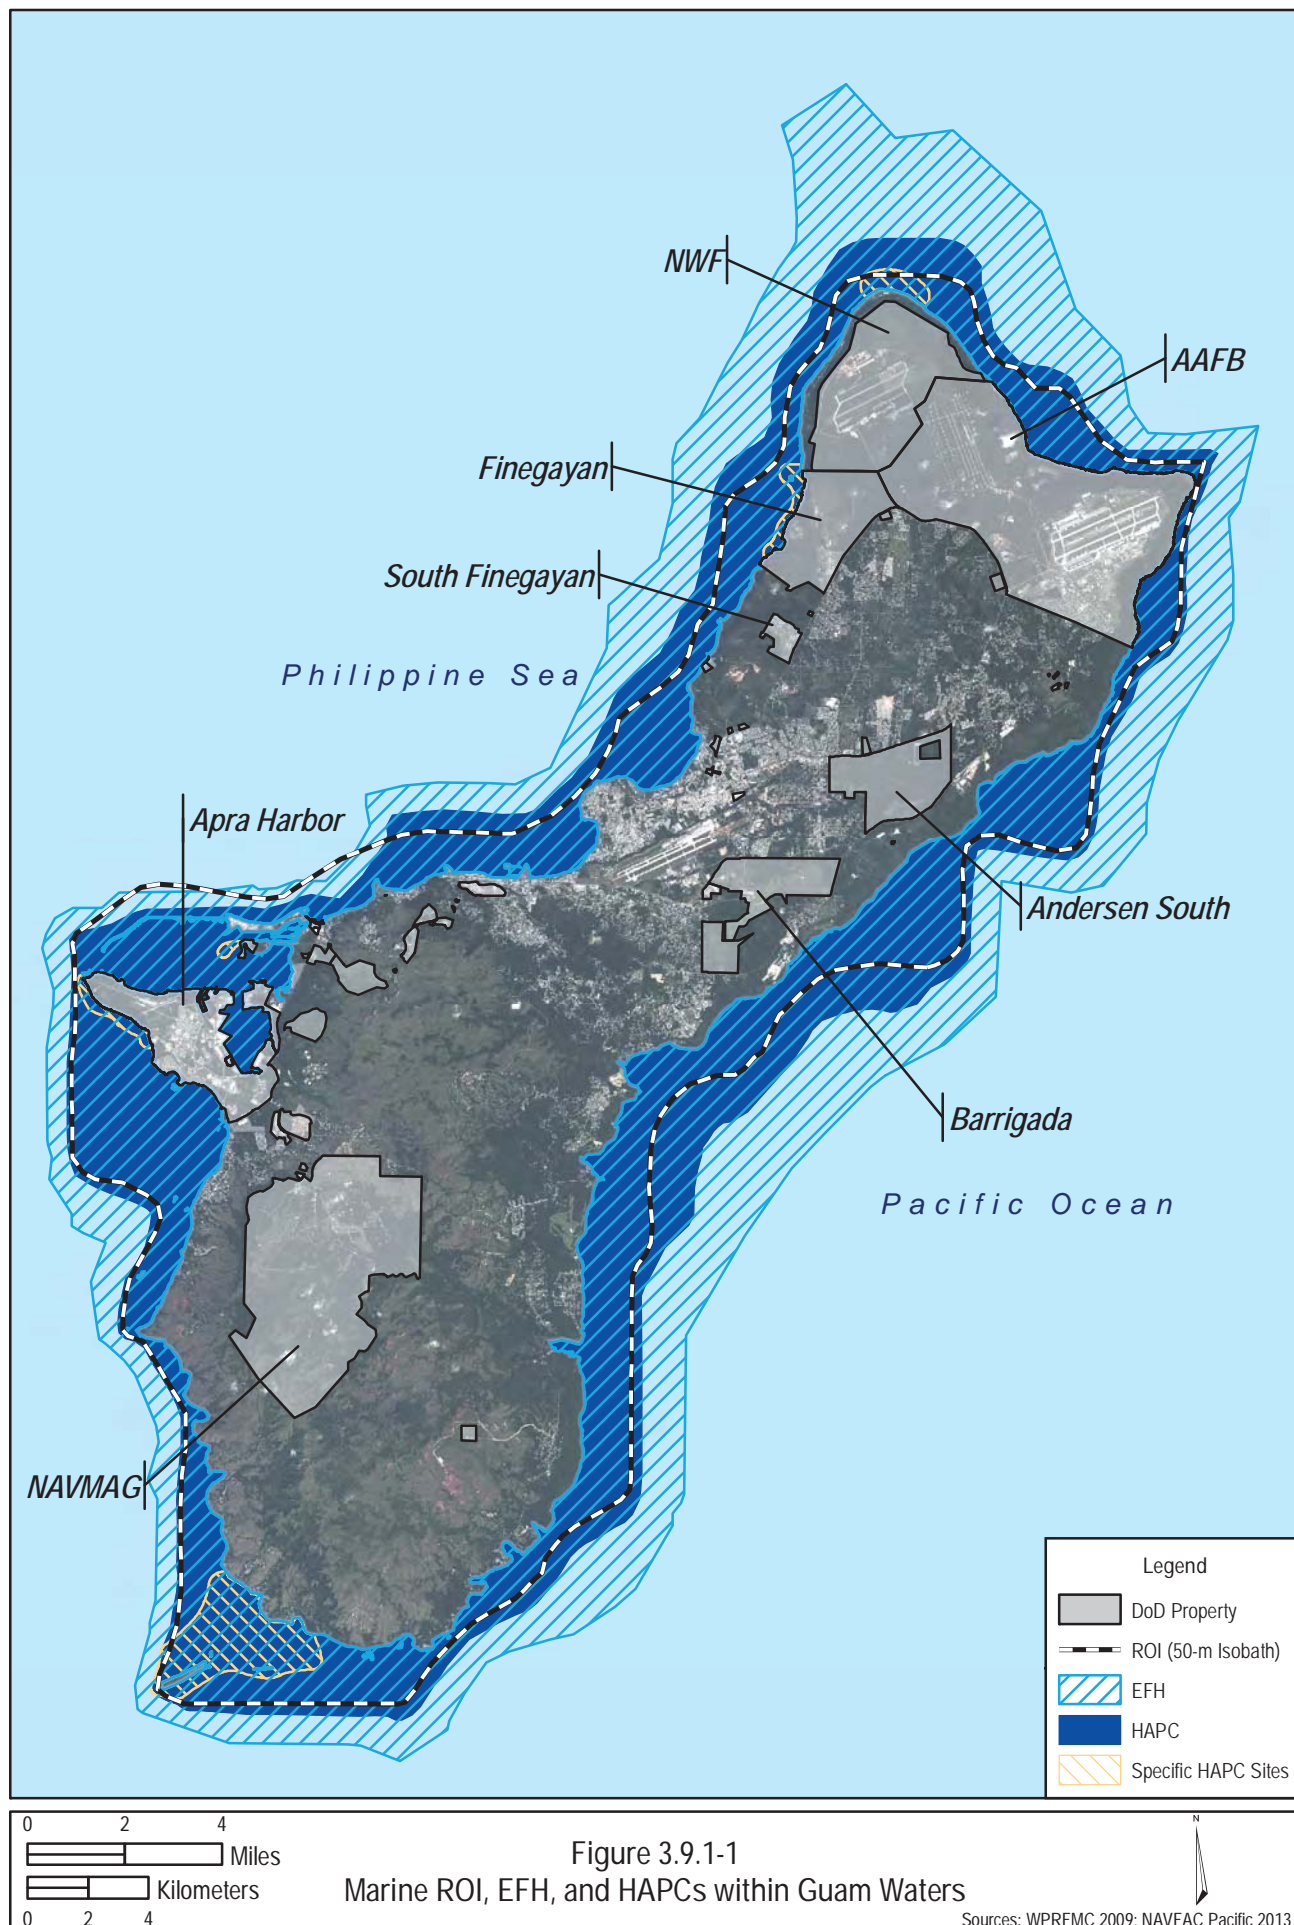 NWF
AAFB
Finegayan
South Finegayan
Philippine Sea
Apra Harbor
Andersen South
Barrigada
Pacific Ocean
NAVMAG
Legend
DoD Property
ROI (50-m Isobath)
EFH
HAPC
Specific HAPC Sites
0 2 4
Miles
Kilometers
0 2 4
Figure 3.9.1-1
Marine ROI, EFH, and HAPCs within Guam Waters
N
Sources: WPRFMC 2009; NAVFAC Pacific 2013